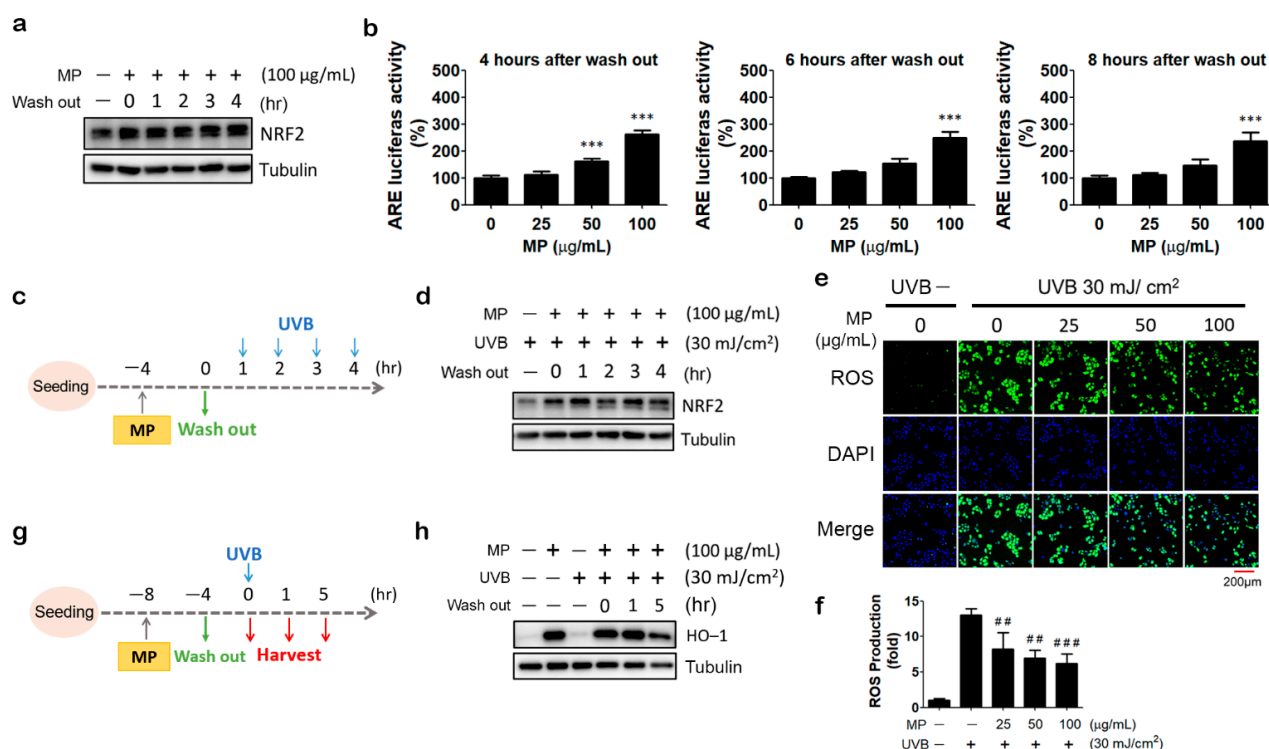 a
MP — + + + + + (100 µg/mL)
Wash out — 0 1 2 3 4 (hr)
NRF2
Tubulin
b
4 hours after wash out
ARE luciferas activity
(%)
500
400
300
200
100
0
*** ***
0 25 50 100
MP (µg/mL)
6 hours after wash out
ARE luciferas activity
(%)
500
400
300
200
100
0
***
0 25 50 100
MP (µg/mL)
8 hours after wash out
ARE luciferas activity
(%)
500
400
300
200
100
0
***
0 25 50 100
MP (µg/mL)
c
UVB
Seeding −4 0 1 2 3 4 (hr)
MP Wash out
d
MP — + + + + + (100 µg/mL)
UVB + + + + + + (30 mJ/cm²)
Wash out — 0 1 2 3 4 (hr)
NRF2
Tubulin
e
UVB — UVB 30 mJ/ cm²
MP 0 0 25 50 100
(µg/mL)
ROS
DAPI
Merge
200µm
g
UVB
Seeding −8 −4 0 1 5 (hr)
MP Wash out Harvest
h
MP — + — + + + (100 µg/mL)
UVB — — + + + + (30 mJ/cm²)
Wash out — — — 0 1 5 (hr)
HO−1
Tubulin
f
ROS Production
(fold)
15
10
5
0
## ## ###
MP — — 25 50 100 (µg/mL)
UVB — + + + + (30 mJ/cm²)